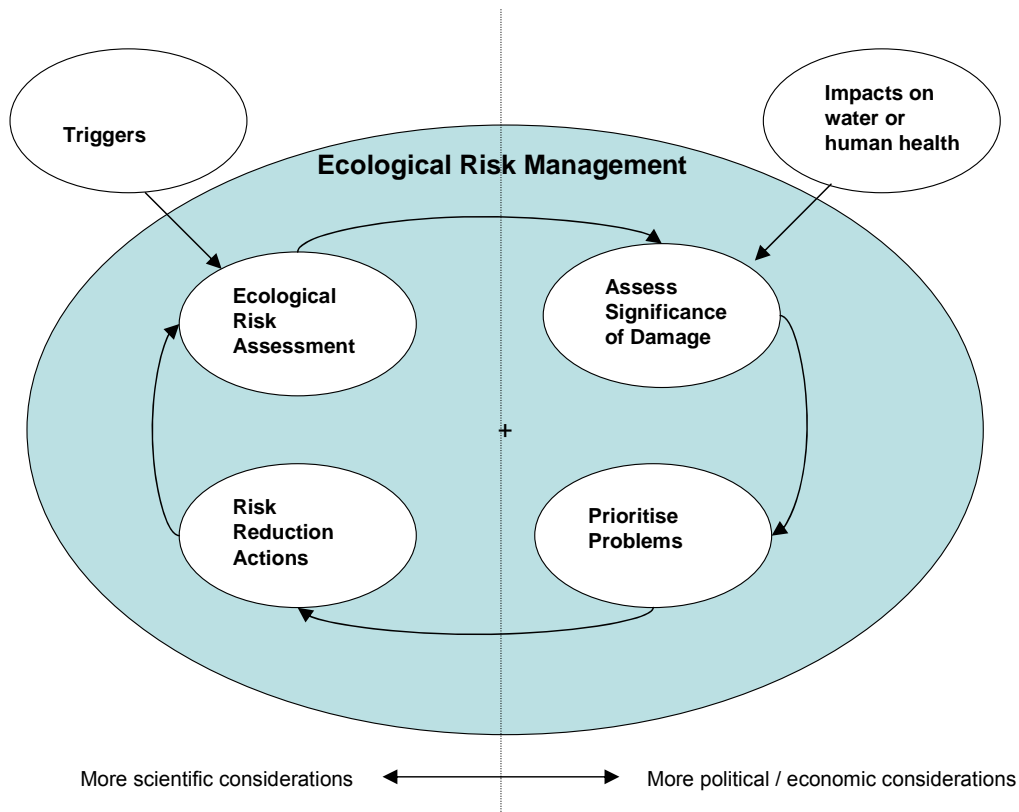 Triggers
Impacts on
water or
human health
Ecological Risk Management
Ecological
Risk
Assessment
Assess
Significance
of Damage
+
Risk
Reduction
Actions
Prioritise
Problems
More scientific considerations
More political / economic considerations